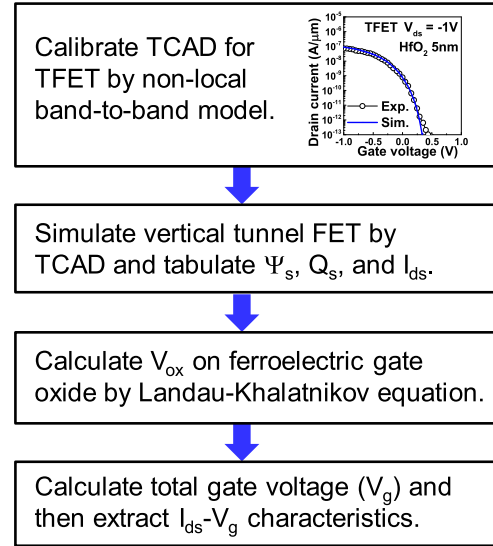 Calibrate TCAD for
TFET by non-local
band-to-band model.
Drain current (A/μm)
10⁻⁵
10⁻⁶
10⁻⁷
10⁻⁸
10⁻⁹
10⁻¹⁰
10⁻¹¹
10⁻¹²
10⁻¹³
TFET V_ds = -1V
HfO₂ 5nm
Exp.
Sim.
-1.0 -0.5 0.0 0.5 1.0
Gate voltage (V)
Simulate vertical tunnel FET by
TCAD and tabulate Ψ_s, Q_s, and I_ds.
Calculate V_ox on ferroelectric gate
oxide by Landau-Khalatnikov equation.
Calculate total gate voltage (V_g) and
then extract I_ds-V_g characteristics.